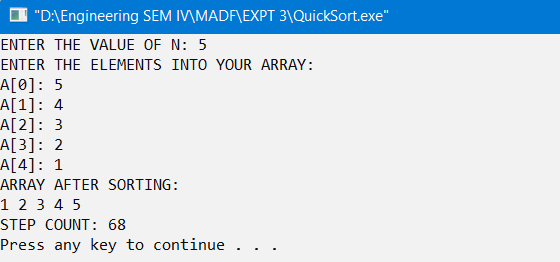 "D:\Engineering SEM IV\MADF\EXPT 3\QuickSort.exe"
ENTER THE VALUE OF N: 5
ENTER THE ELEMENTS INTO YOUR ARRAY:
A[0]: 5
A[1]: 4
A[2]: 3
A[3]: 2
A[4]: 1
ARRAY AFTER SORTING:
1 2 3 4 5
STEP COUNT: 68
Press any key to continue . . .